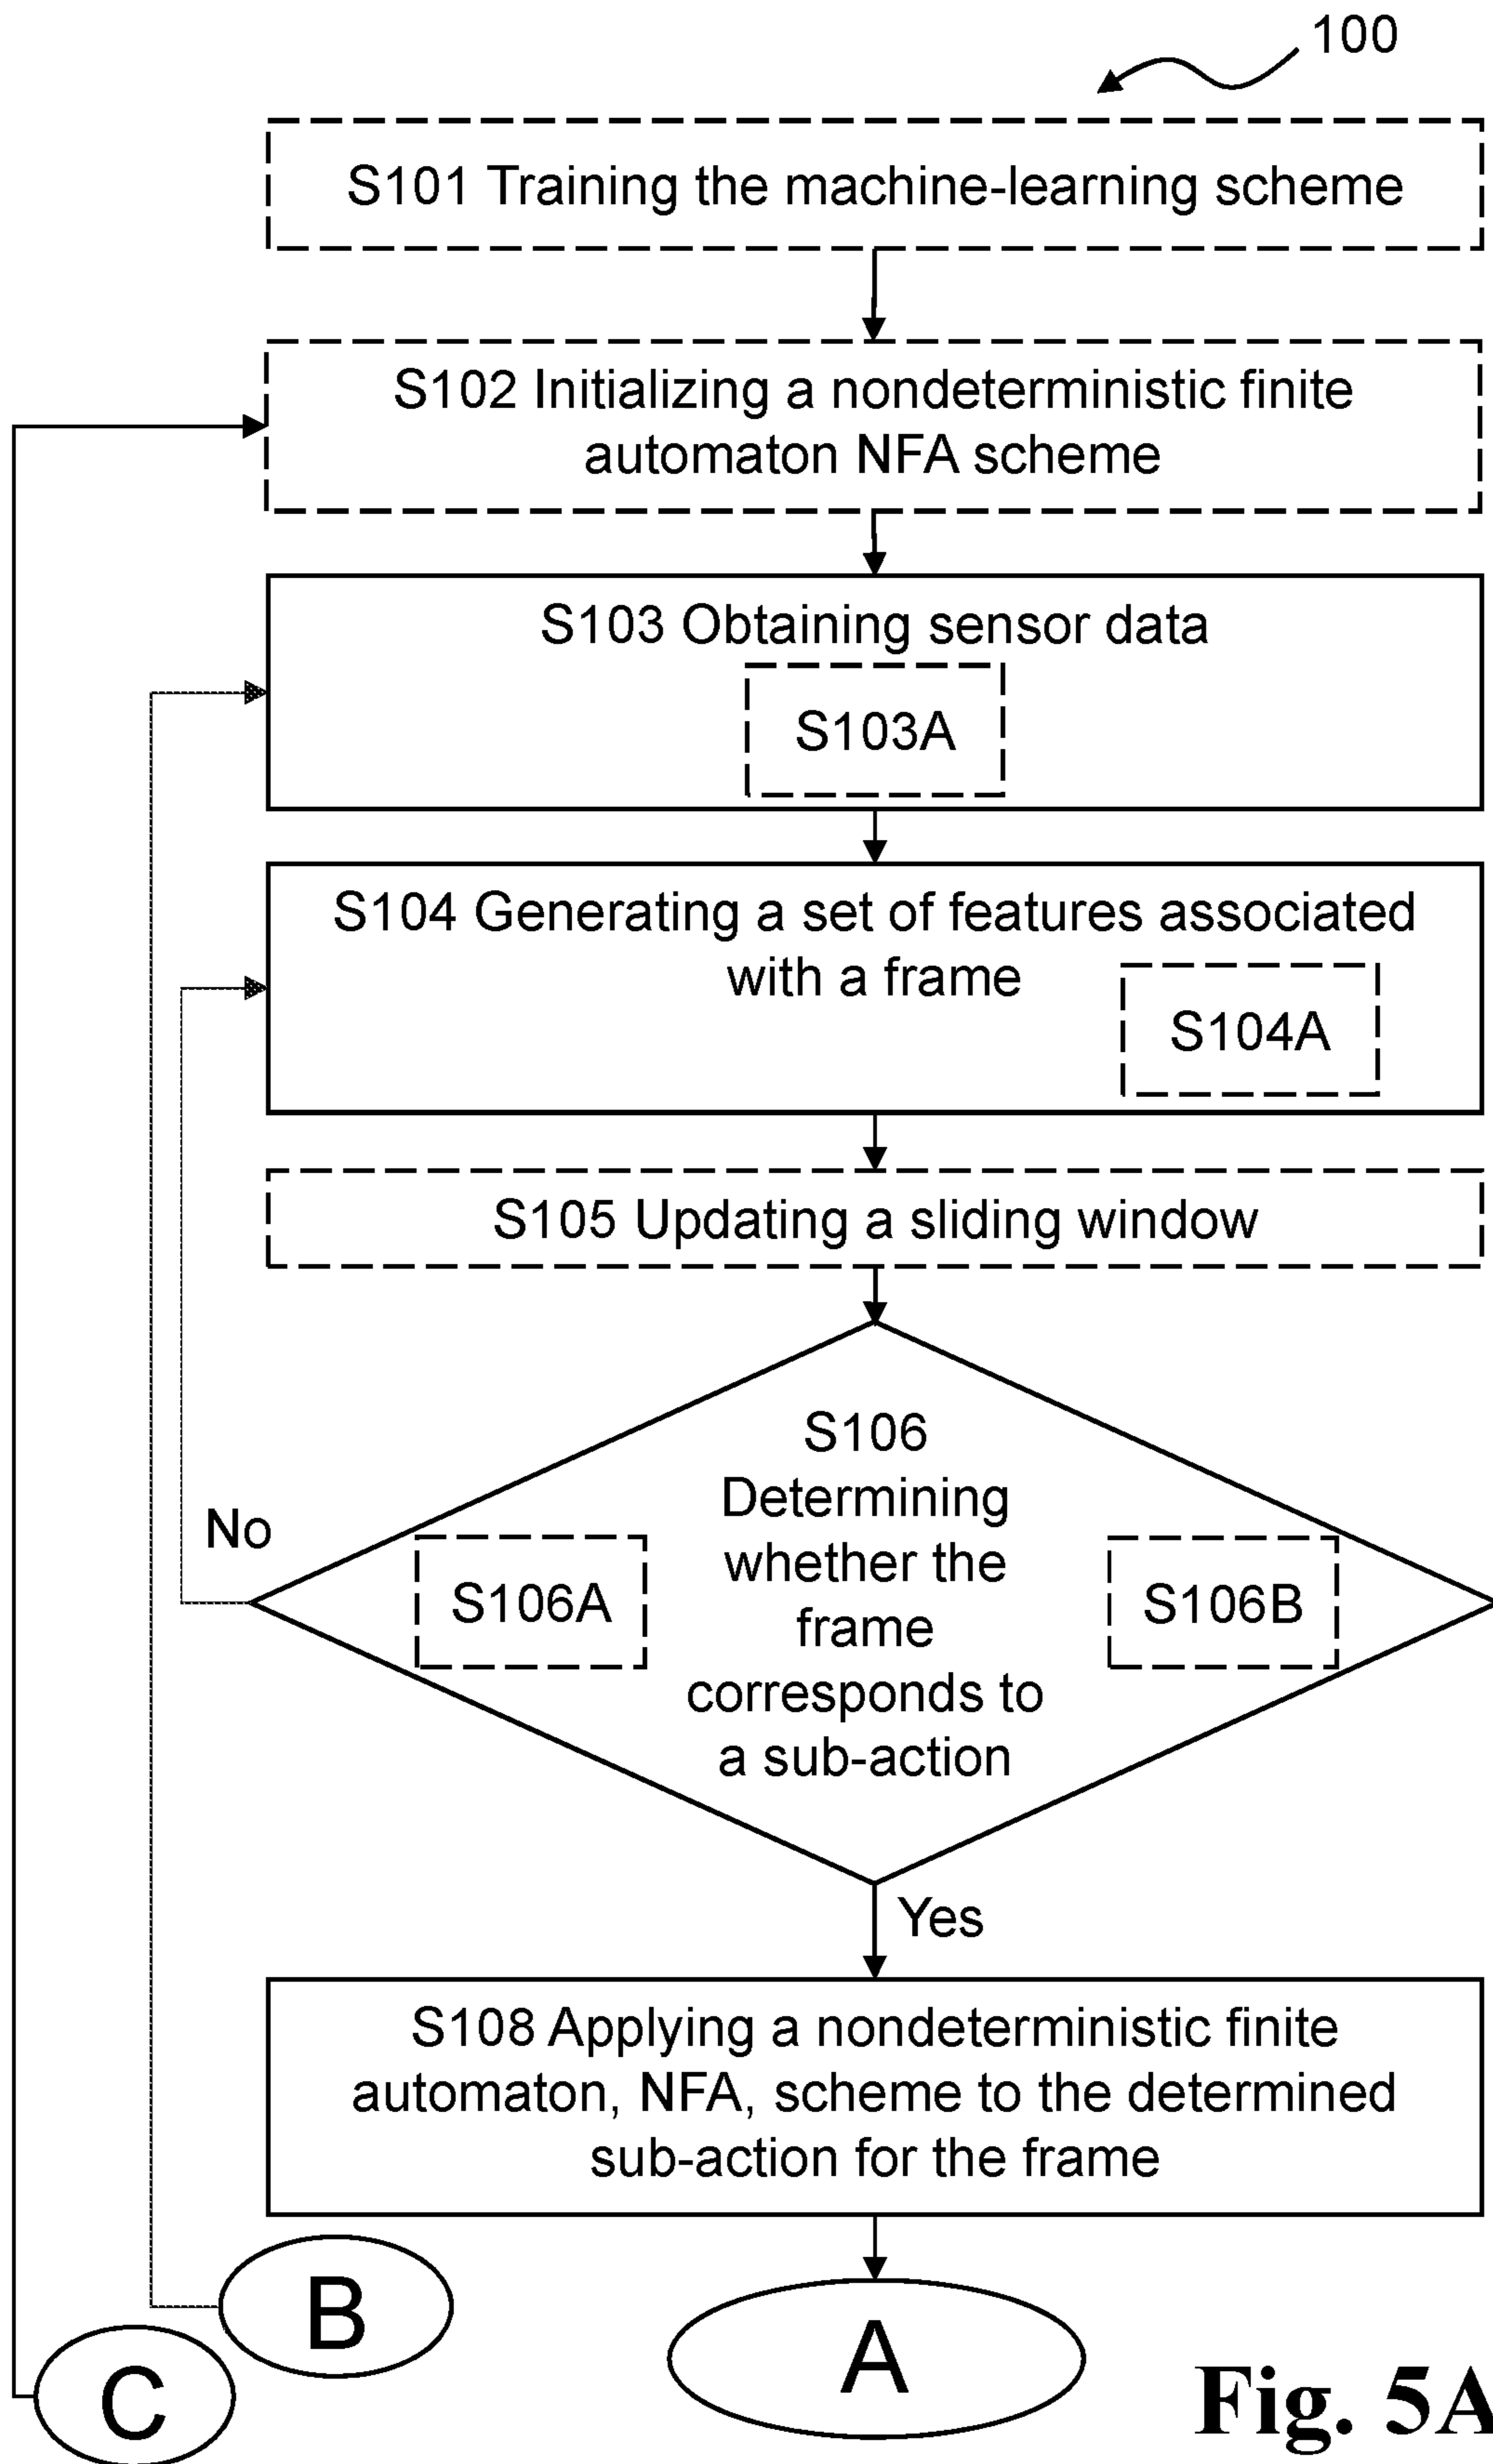 100
S101 Training the machine-learning scheme
S102 Initializing a nondeterministic finite
automaton NFA scheme
S103 Obtaining sensor data
S103A
S104 Generating a set of features associated
with a frame
S104A
S105 Updating a sliding window
S106
Determining
whether the
frame
corresponds to
a sub-action
No
S106A
S106B
Yes
S108 Applying a nondeterministic finite
automaton, NFA, scheme to the determined
sub-action for the frame
B
A
C
Fig. 5A